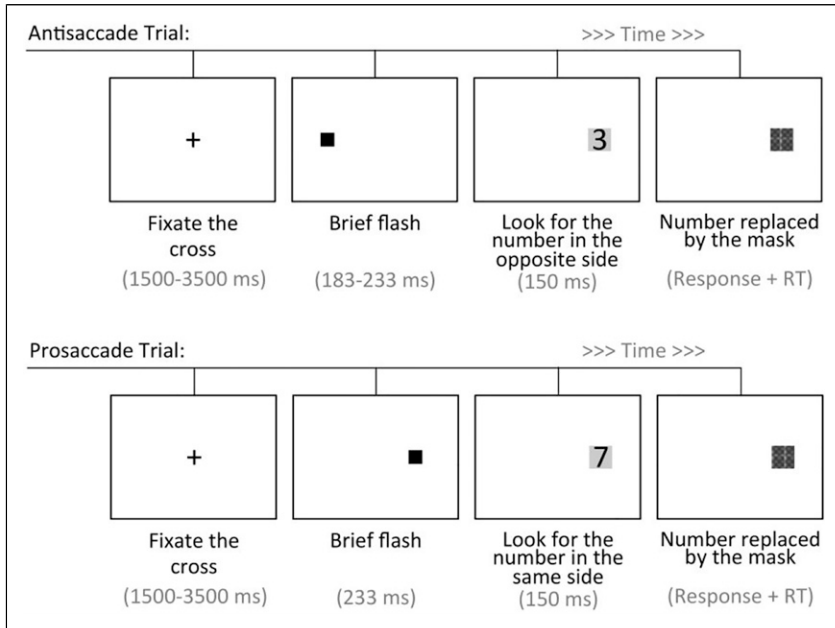 Antisaccade Trial:
>>> Time >>>
+
3
Fixate the
cross
(1500-3500 ms)
Brief flash
(183-233 ms)
Look for the
number in the
opposite side
(150 ms)
Number replaced
by the mask
(Response + RT)
Prosaccade Trial:
>>> Time >>>
+
7
Fixate the
cross
(1500-3500 ms)
Brief flash
(233 ms)
Look for the
number in the
same side
(150 ms)
Number replaced
by the mask
(Response + RT)